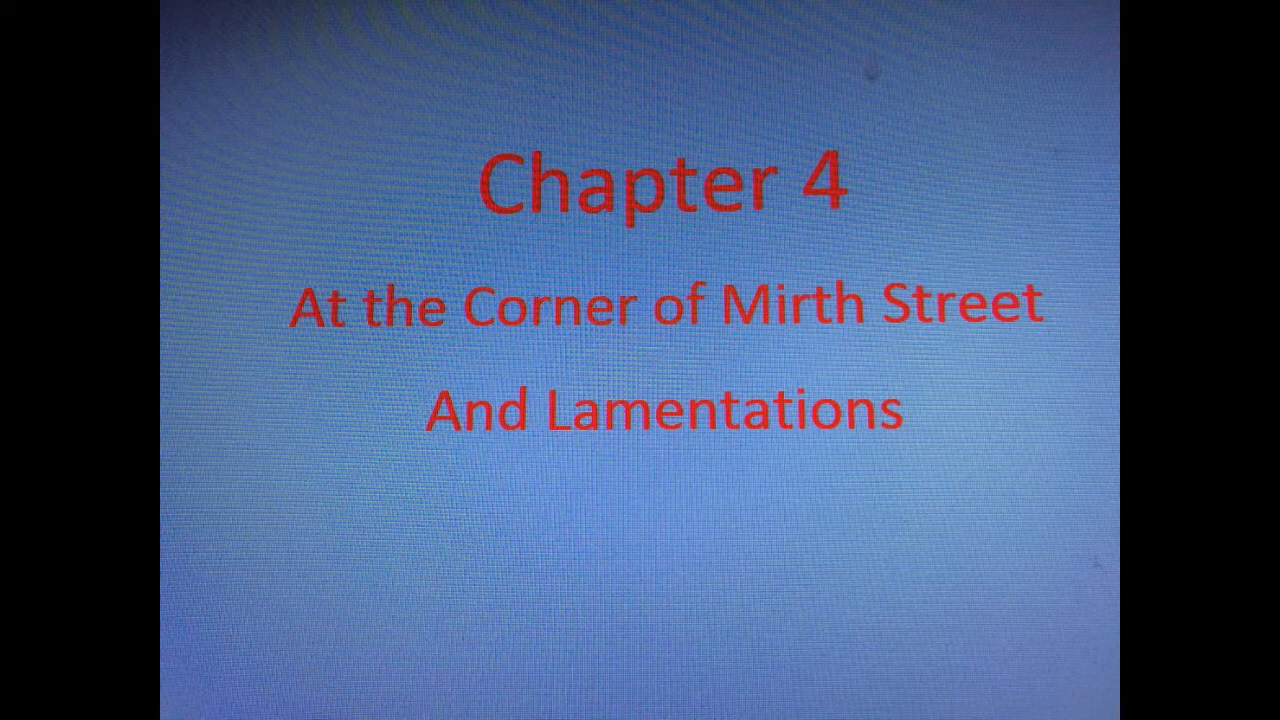 Chapter 4
At the Corner of Mirth Street
And Lamentations